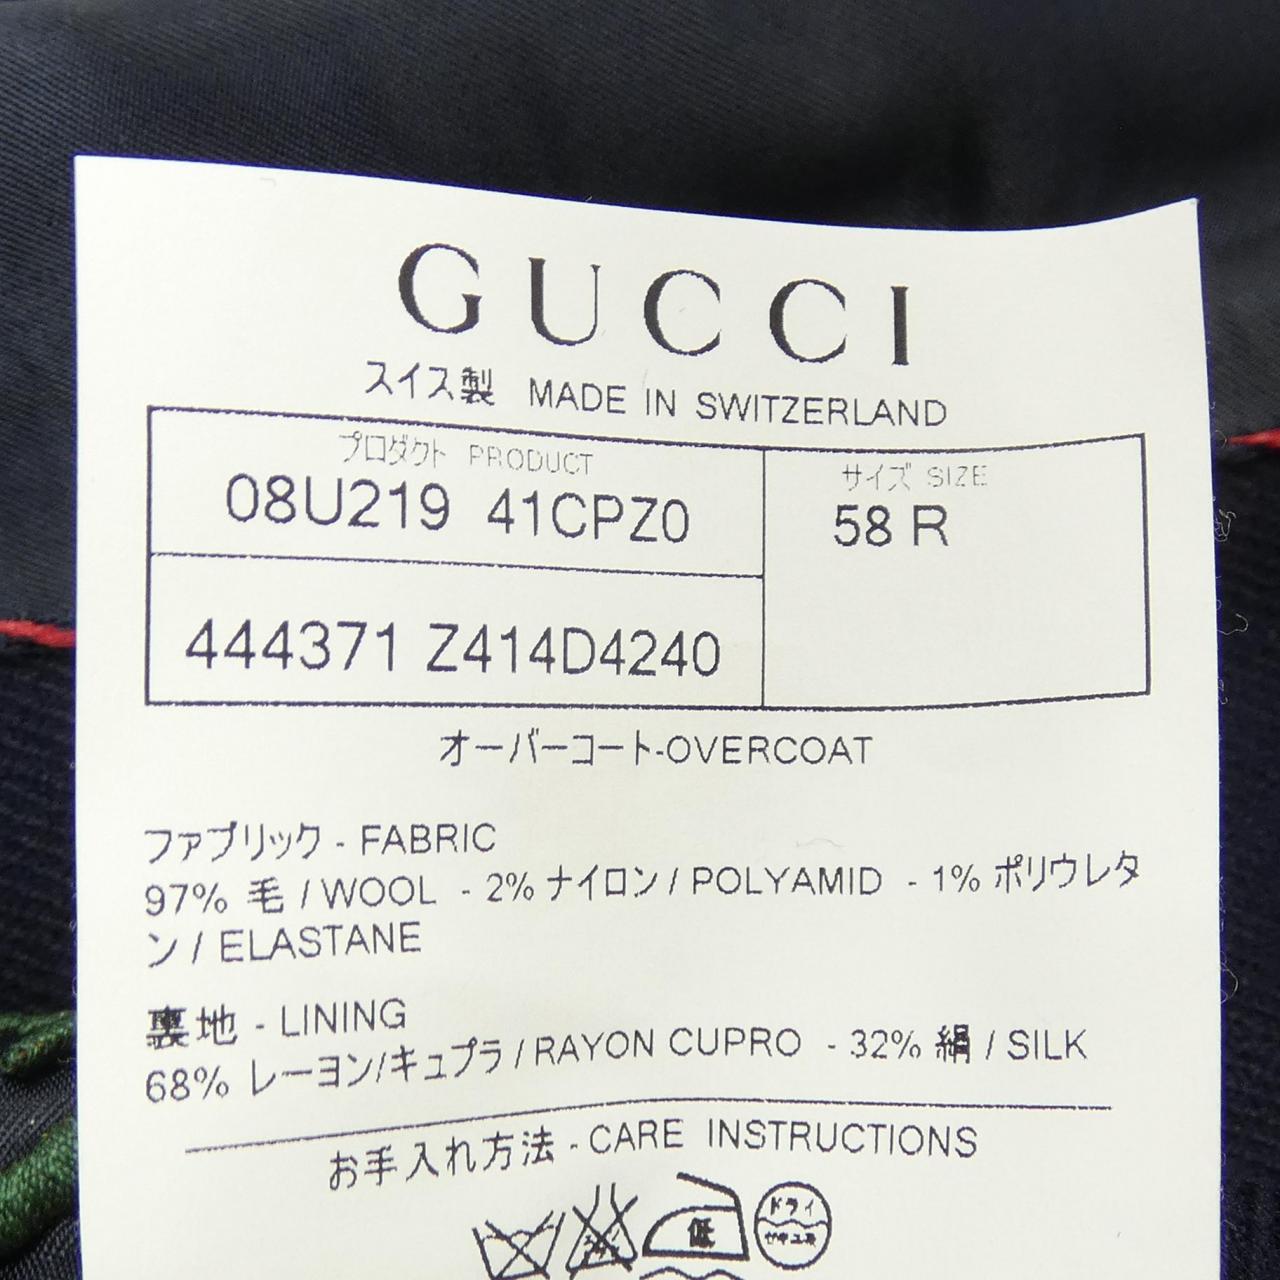 GUCCI
スイス製 MADE IN SWITZERLAND
プロダクト PRODUCT
08U219 41CPZ0
サイズ SIZE
58 R
444371 Z414D4240
オーバーコート-OVERCOAT
ファブリック - FABRIC
97% 毛 / WOOL - 2% ナイロン / POLYAMID - 1% ポリウレタ
ン / ELASTANE
裏地 - LINING
68% レーヨン/キュプラ / RAYON CUPRO - 32% 絹 / SILK
お手入れ方法 - CARE INSTRUCTIONS
低
ドライ